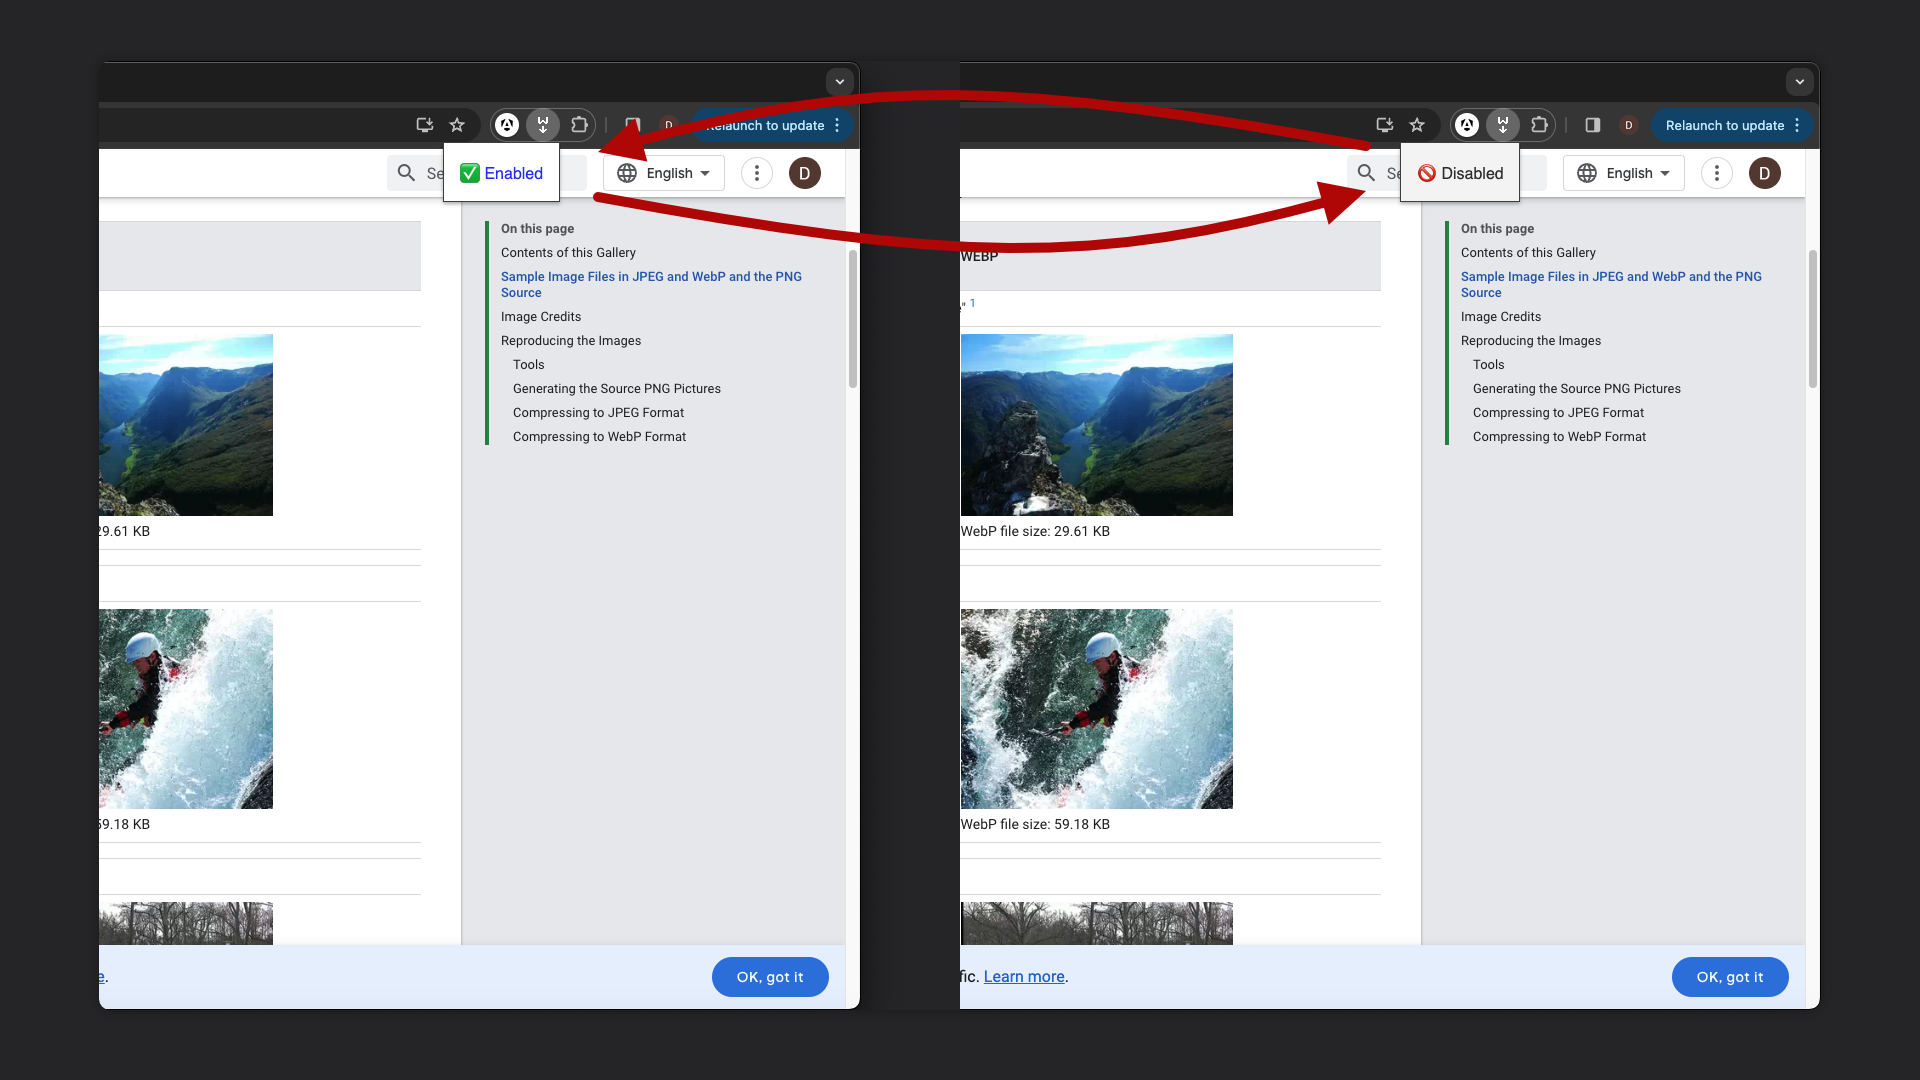 D
Relaunch to update
Se
✅ Enabled
English
D
On this page
Contents of this Gallery
Sample Image Files in JPEG and WebP and the PNG
Source
Image Credits
Reproducing the Images
Tools
Generating the Source PNG Pictures
Compressing to JPEG Format
Compressing to WebP Format
29.61 KB
59.18 KB
e.
OK, got it
D
Relaunch to update
Se
🚫 Disabled
English
D
WEBP
" 1
On this page
Contents of this Gallery
Sample Image Files in JPEG and WebP and the PNG
Source
Image Credits
Reproducing the Images
Tools
Generating the Source PNG Pictures
Compressing to JPEG Format
Compressing to WebP Format
WebP file size: 29.61 KB
WebP file size: 59.18 KB
fic. Learn more.
OK, got it